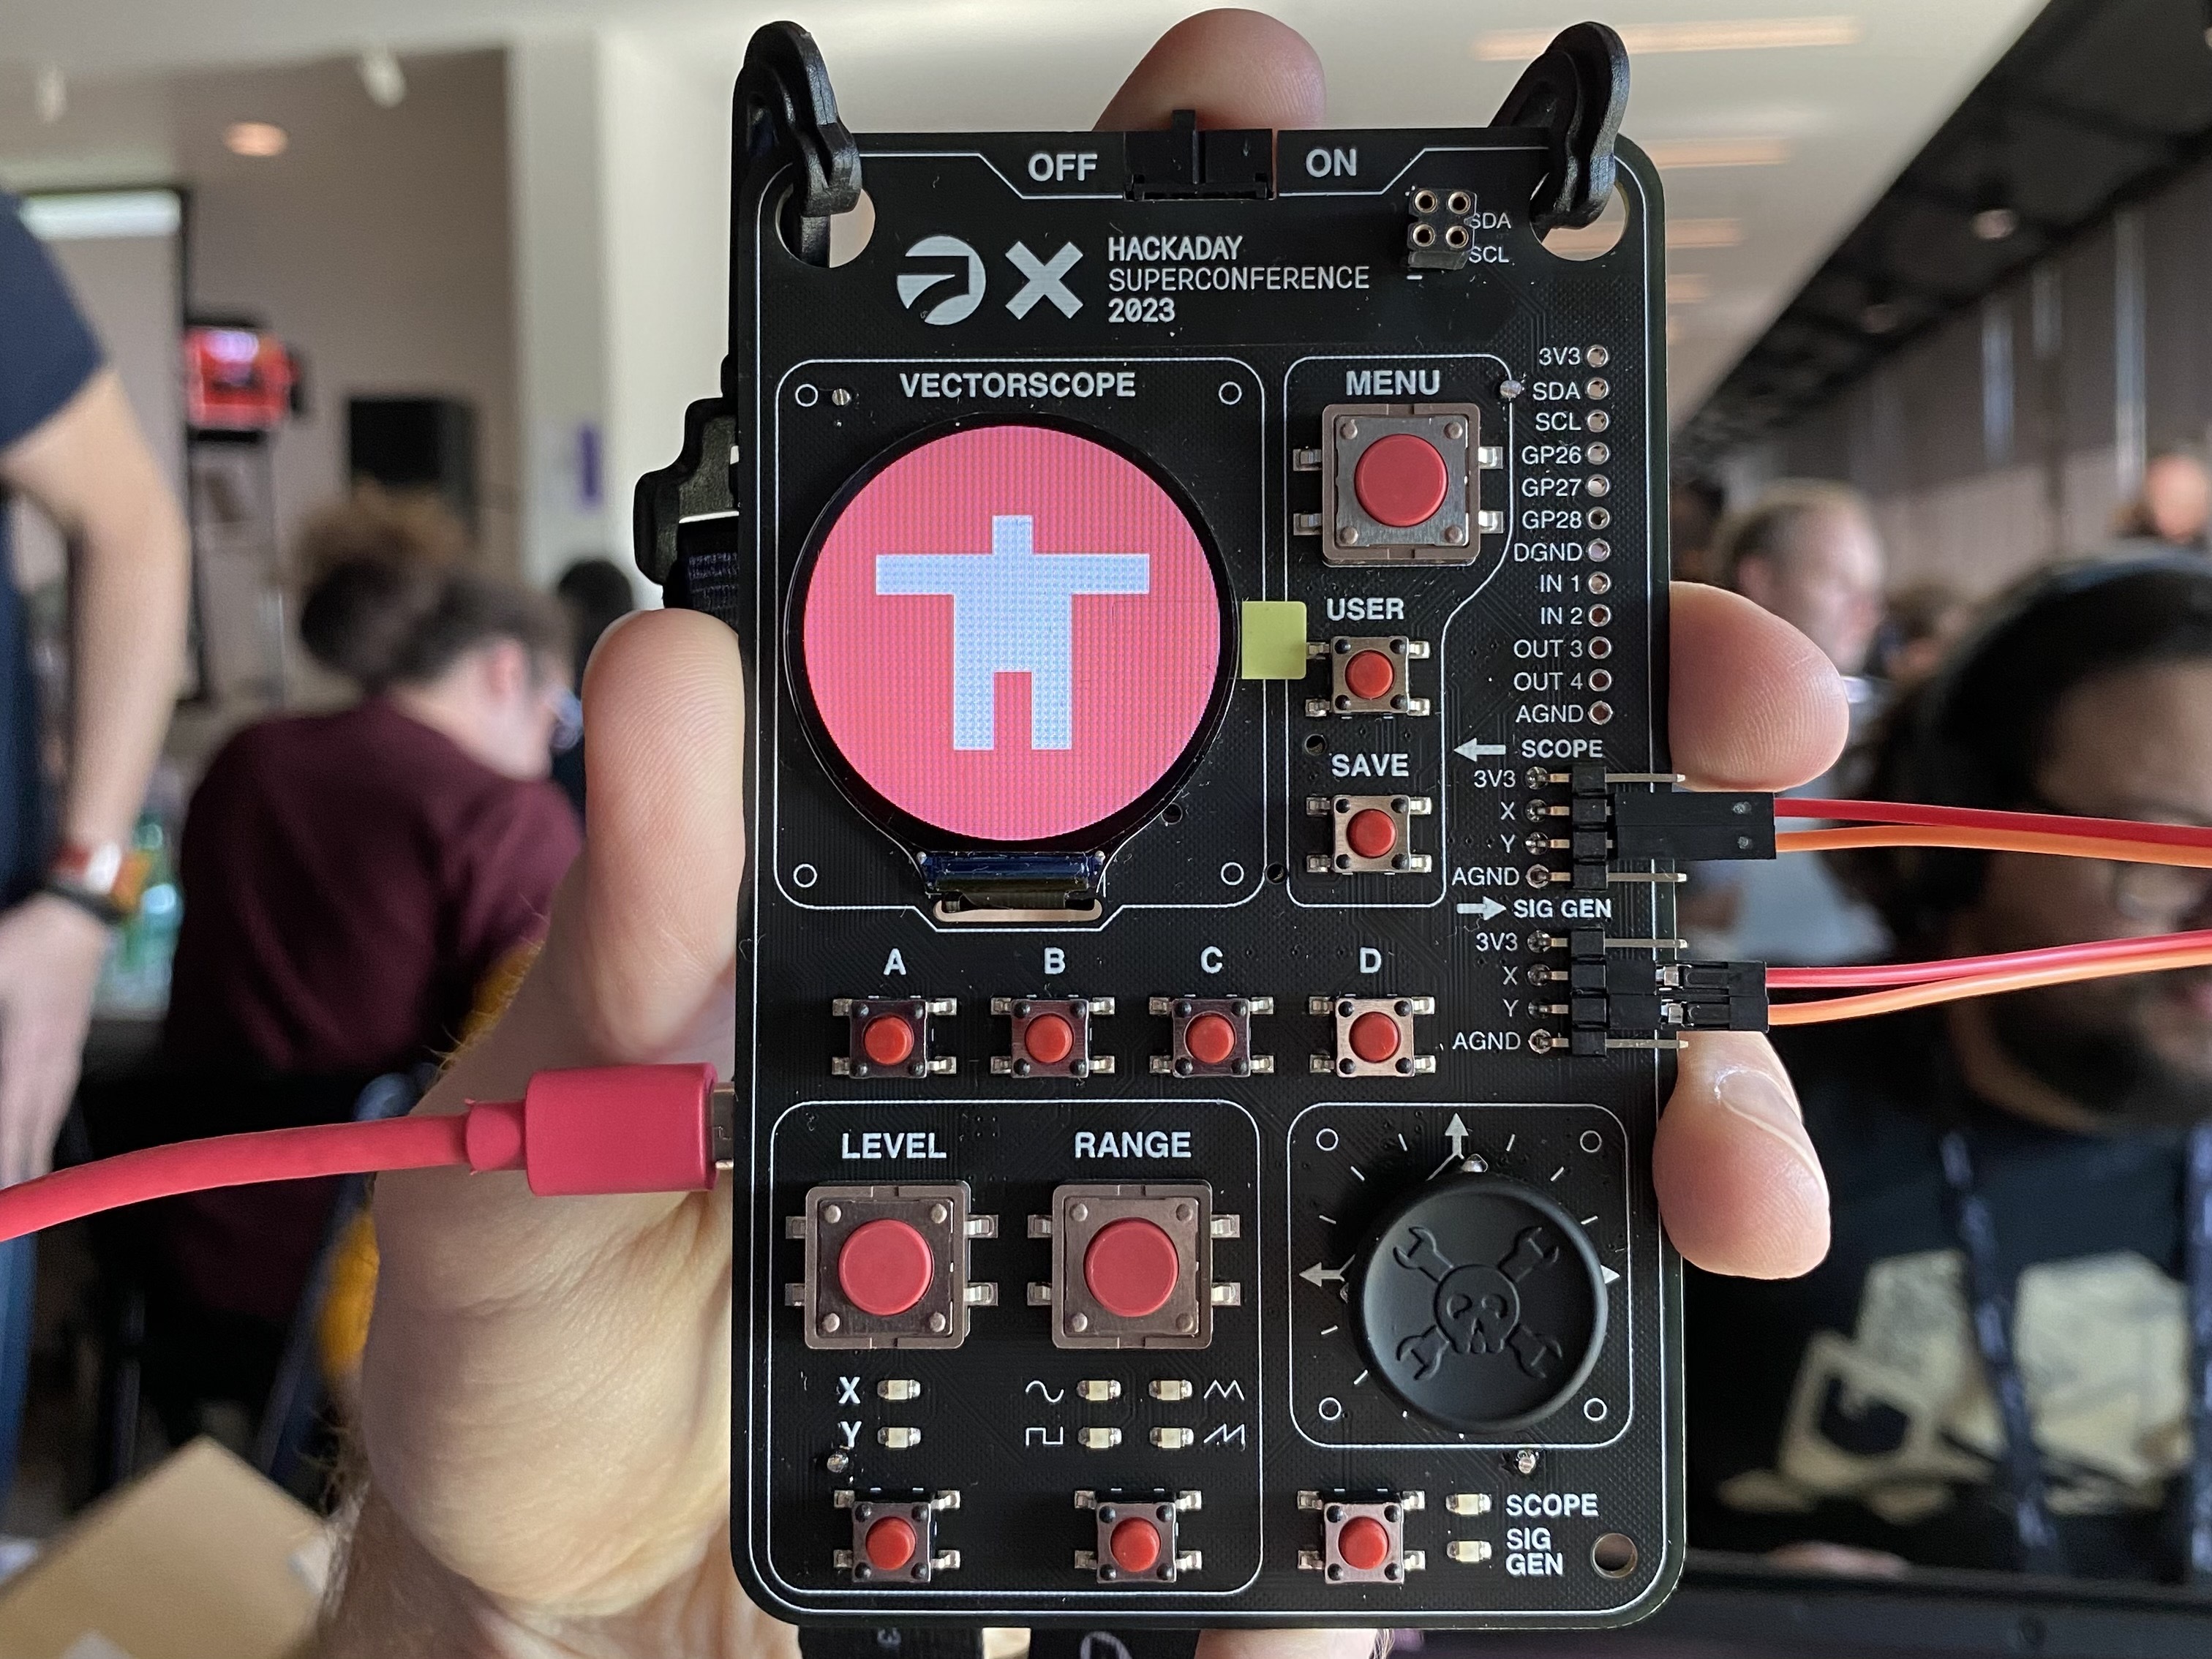 OFF ON
SDA
SCL
HACKADAY
SUPERCONFERENCE
2023
VECTORSCOPE
MENU
3V3
SDA
SCL
GP26
GP27
GP28
DGND
IN 1
IN 2
OUT 3
OUT 4
AGND
USER
SAVE
SCOPE
3V3
X
Y
AGND
SIG GEN
3V3
X
Y
AGND
A B C D
LEVEL RANGE
X
Y
SCOPE
SIG
GEN